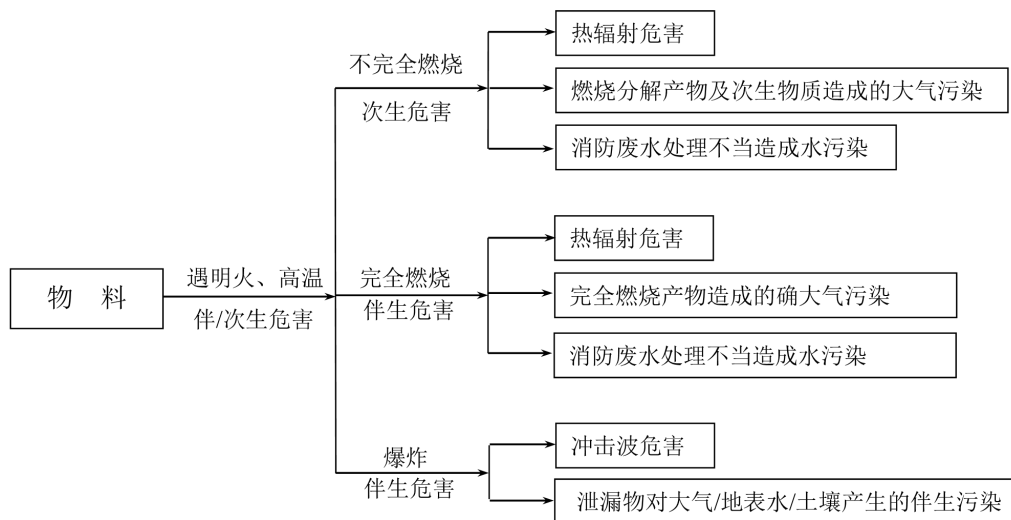 不完全燃烧
次生危害
热辐射危害
燃烧分解产物及次生物质造成的大气污染
消防废水处理不当造成水污染
物 料
遇明火、高温
伴/次生危害
完全燃烧
伴生危害
热辐射危害
完全燃烧产物造成的确大气污染
消防废水处理不当造成水污染
爆炸
伴生危害
冲击波危害
泄漏物对大气/地表水/土壤产生的伴生污染